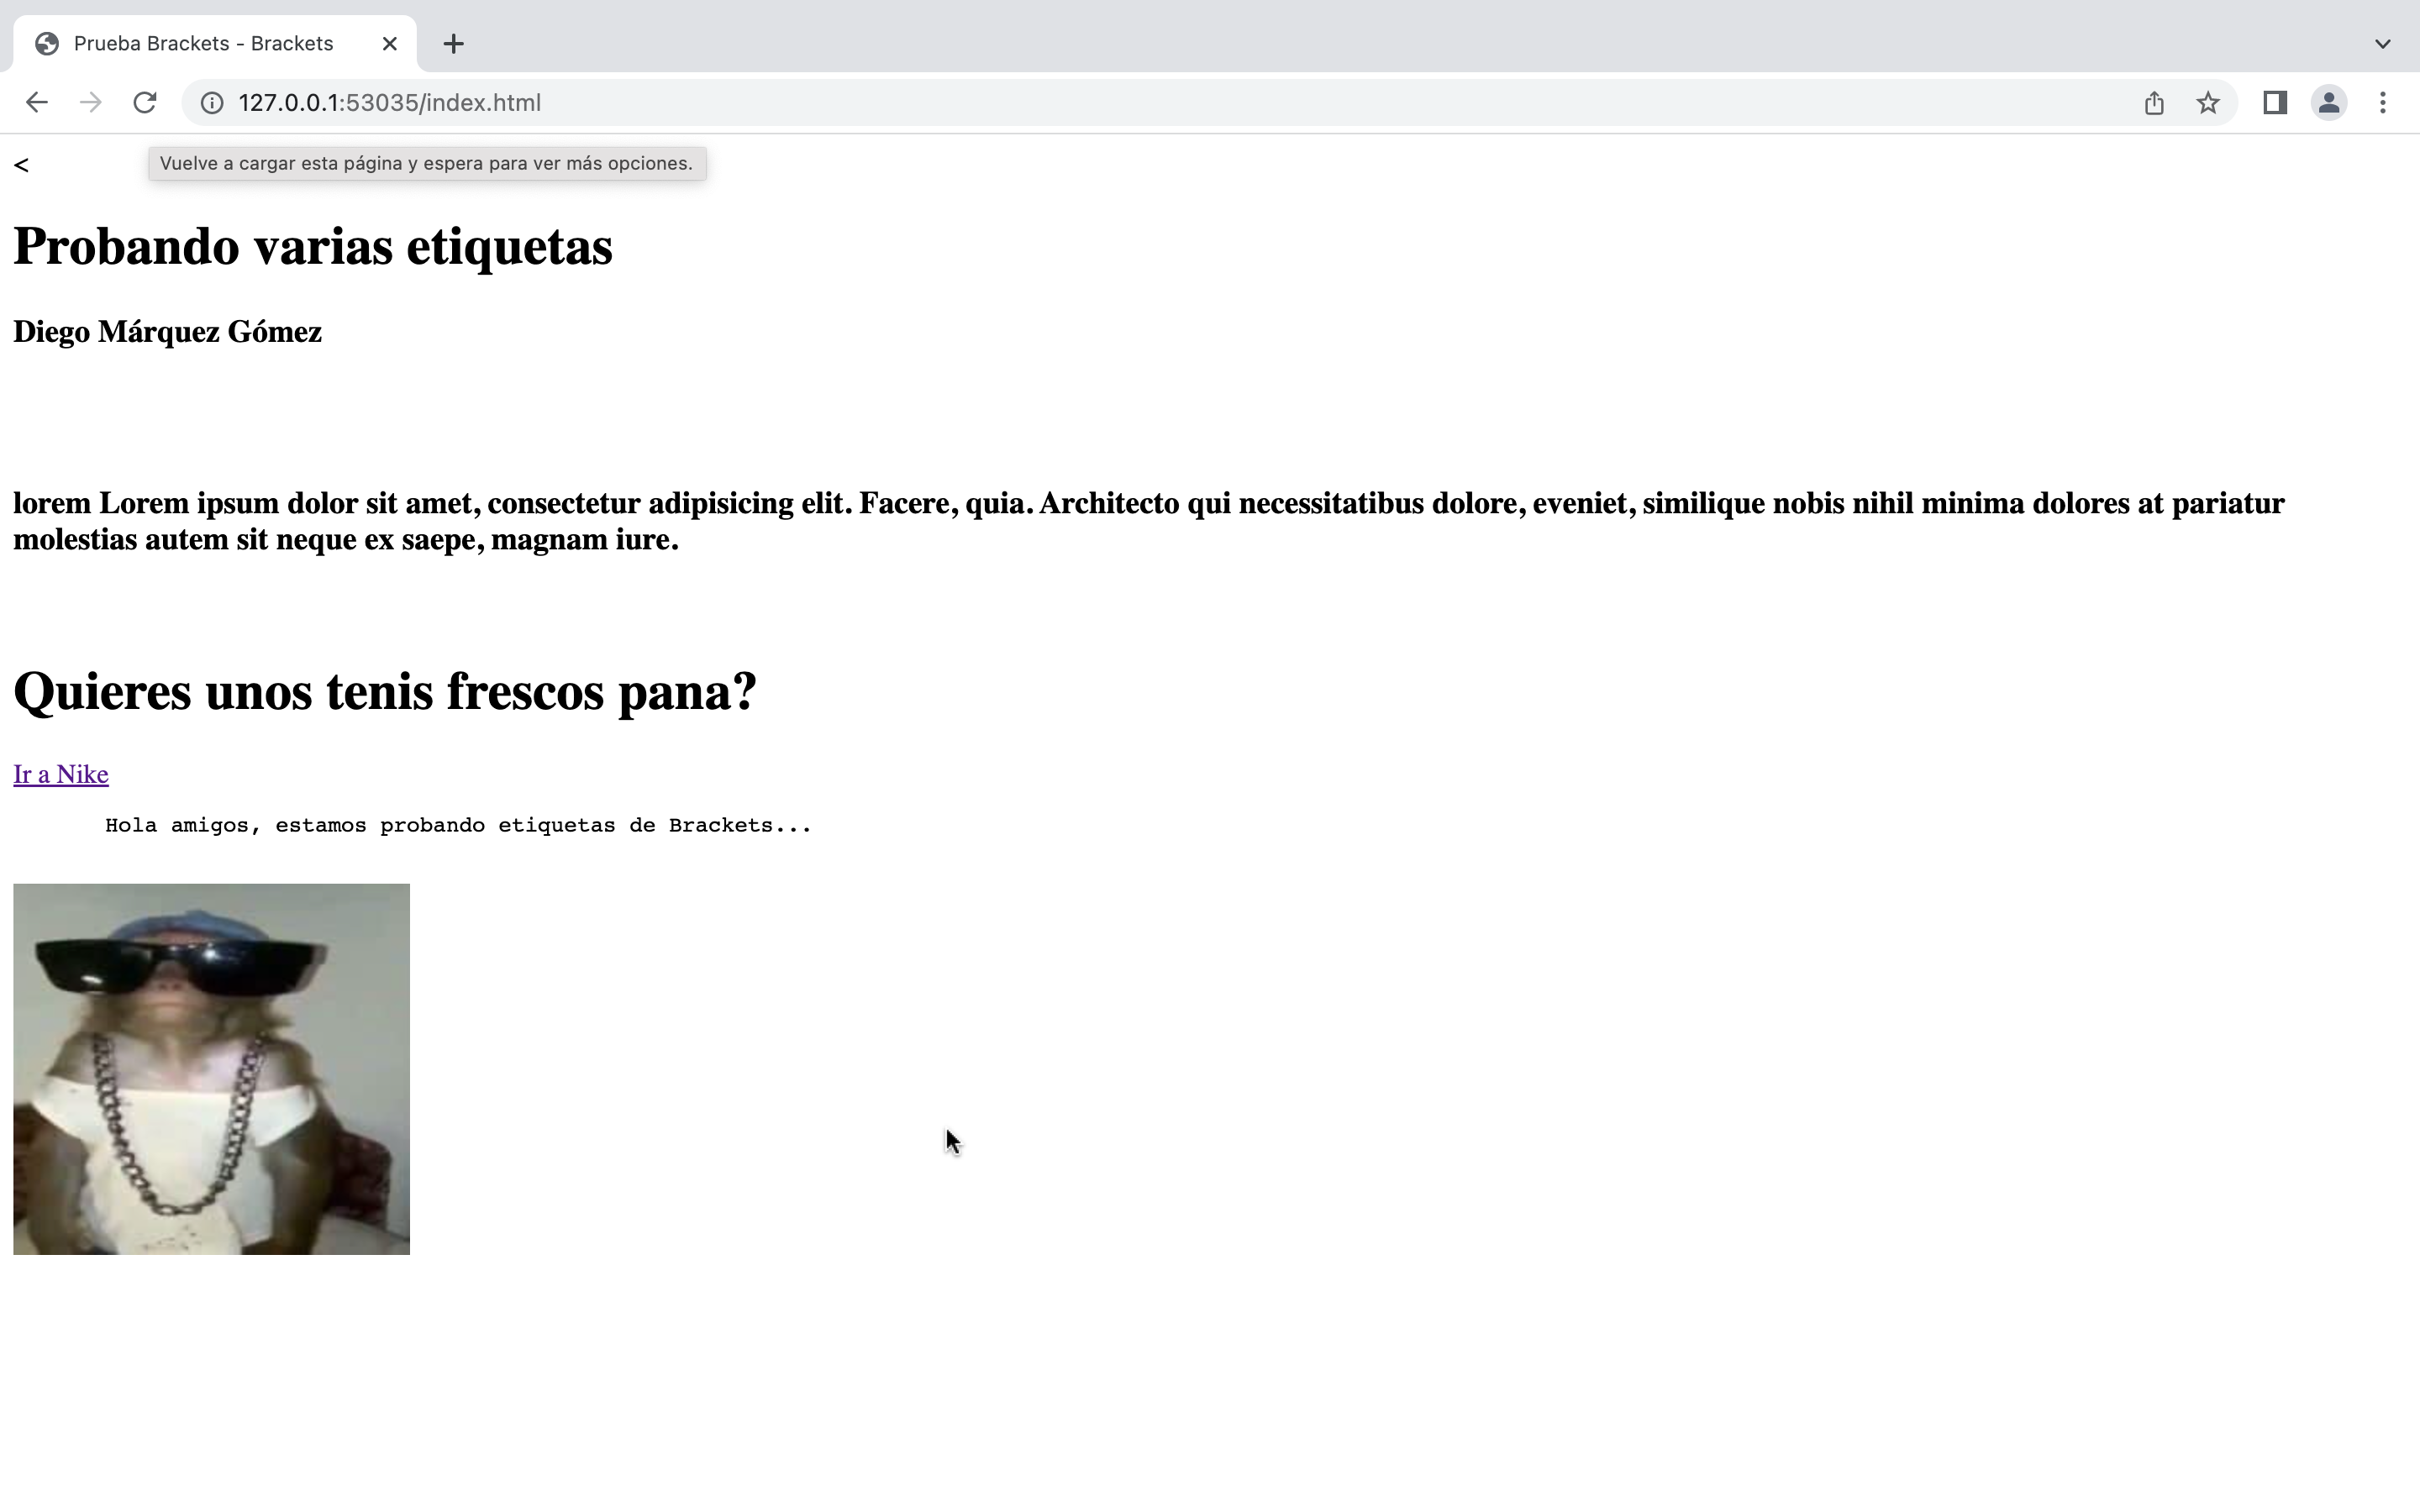 Prueba Brackets - Brackets
127.0.0.1:53035/index.html
<
Vuelve a cargar esta página y espera para ver más opciones.
Probando varias etiquetas
Diego Márquez Gómez
lorem Lorem ipsum dolor sit amet, consectetur adipisicing elit. Facere, quia. Architecto qui necessitatibus dolore, eveniet, similique nobis nihil minima dolores at pariatur
molestias autem sit neque ex saepe, magnam iure.
Quieres unos tenis frescos pana?
Ir a Nike
Hola amigos, estamos probando etiquetas de Brackets...